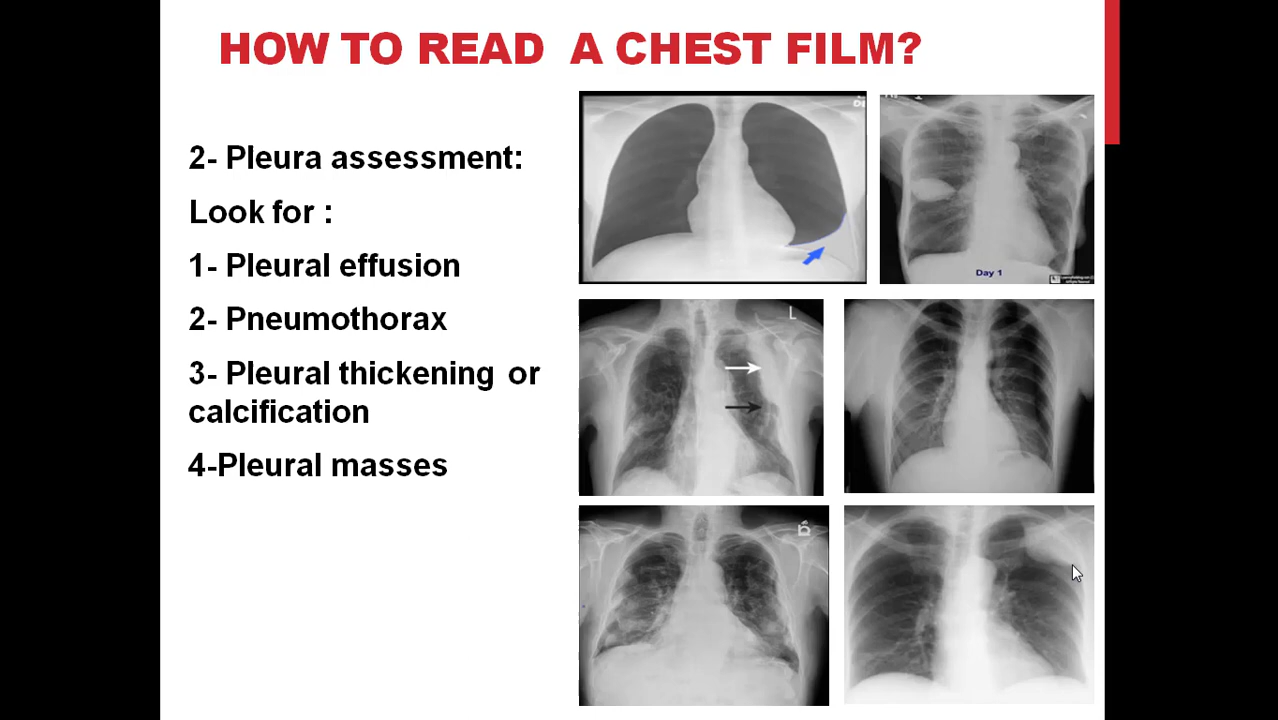 HOW TO READ A CHEST FILM?
2- Pleura assessment:
Look for :
1- Pleural effusion
2- Pneumothorax
3- Pleural thickening or
calcification
4-Pleural masses
Day 1
L